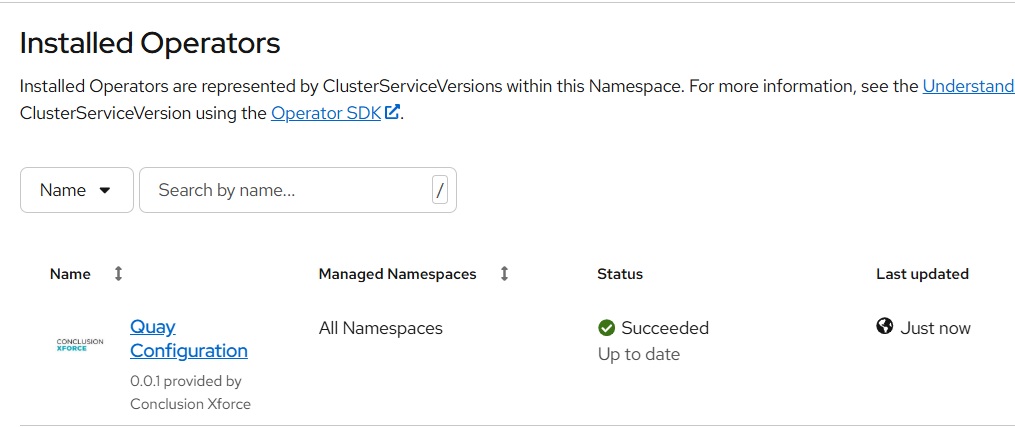 Installed Operators
Installed Operators are represented by ClusterServiceVersions within this Namespace. For more information, see the Understand
ClusterServiceVersion using the Operator SDK.
Name
Search by name...
/
Name
Managed Namespaces
Status
Last updated
CONCLUSION
XFORCE
Quay
Configuration
0.0.1 provided by
Conclusion Xforce
All Namespaces
Succeeded
Up to date
Just now